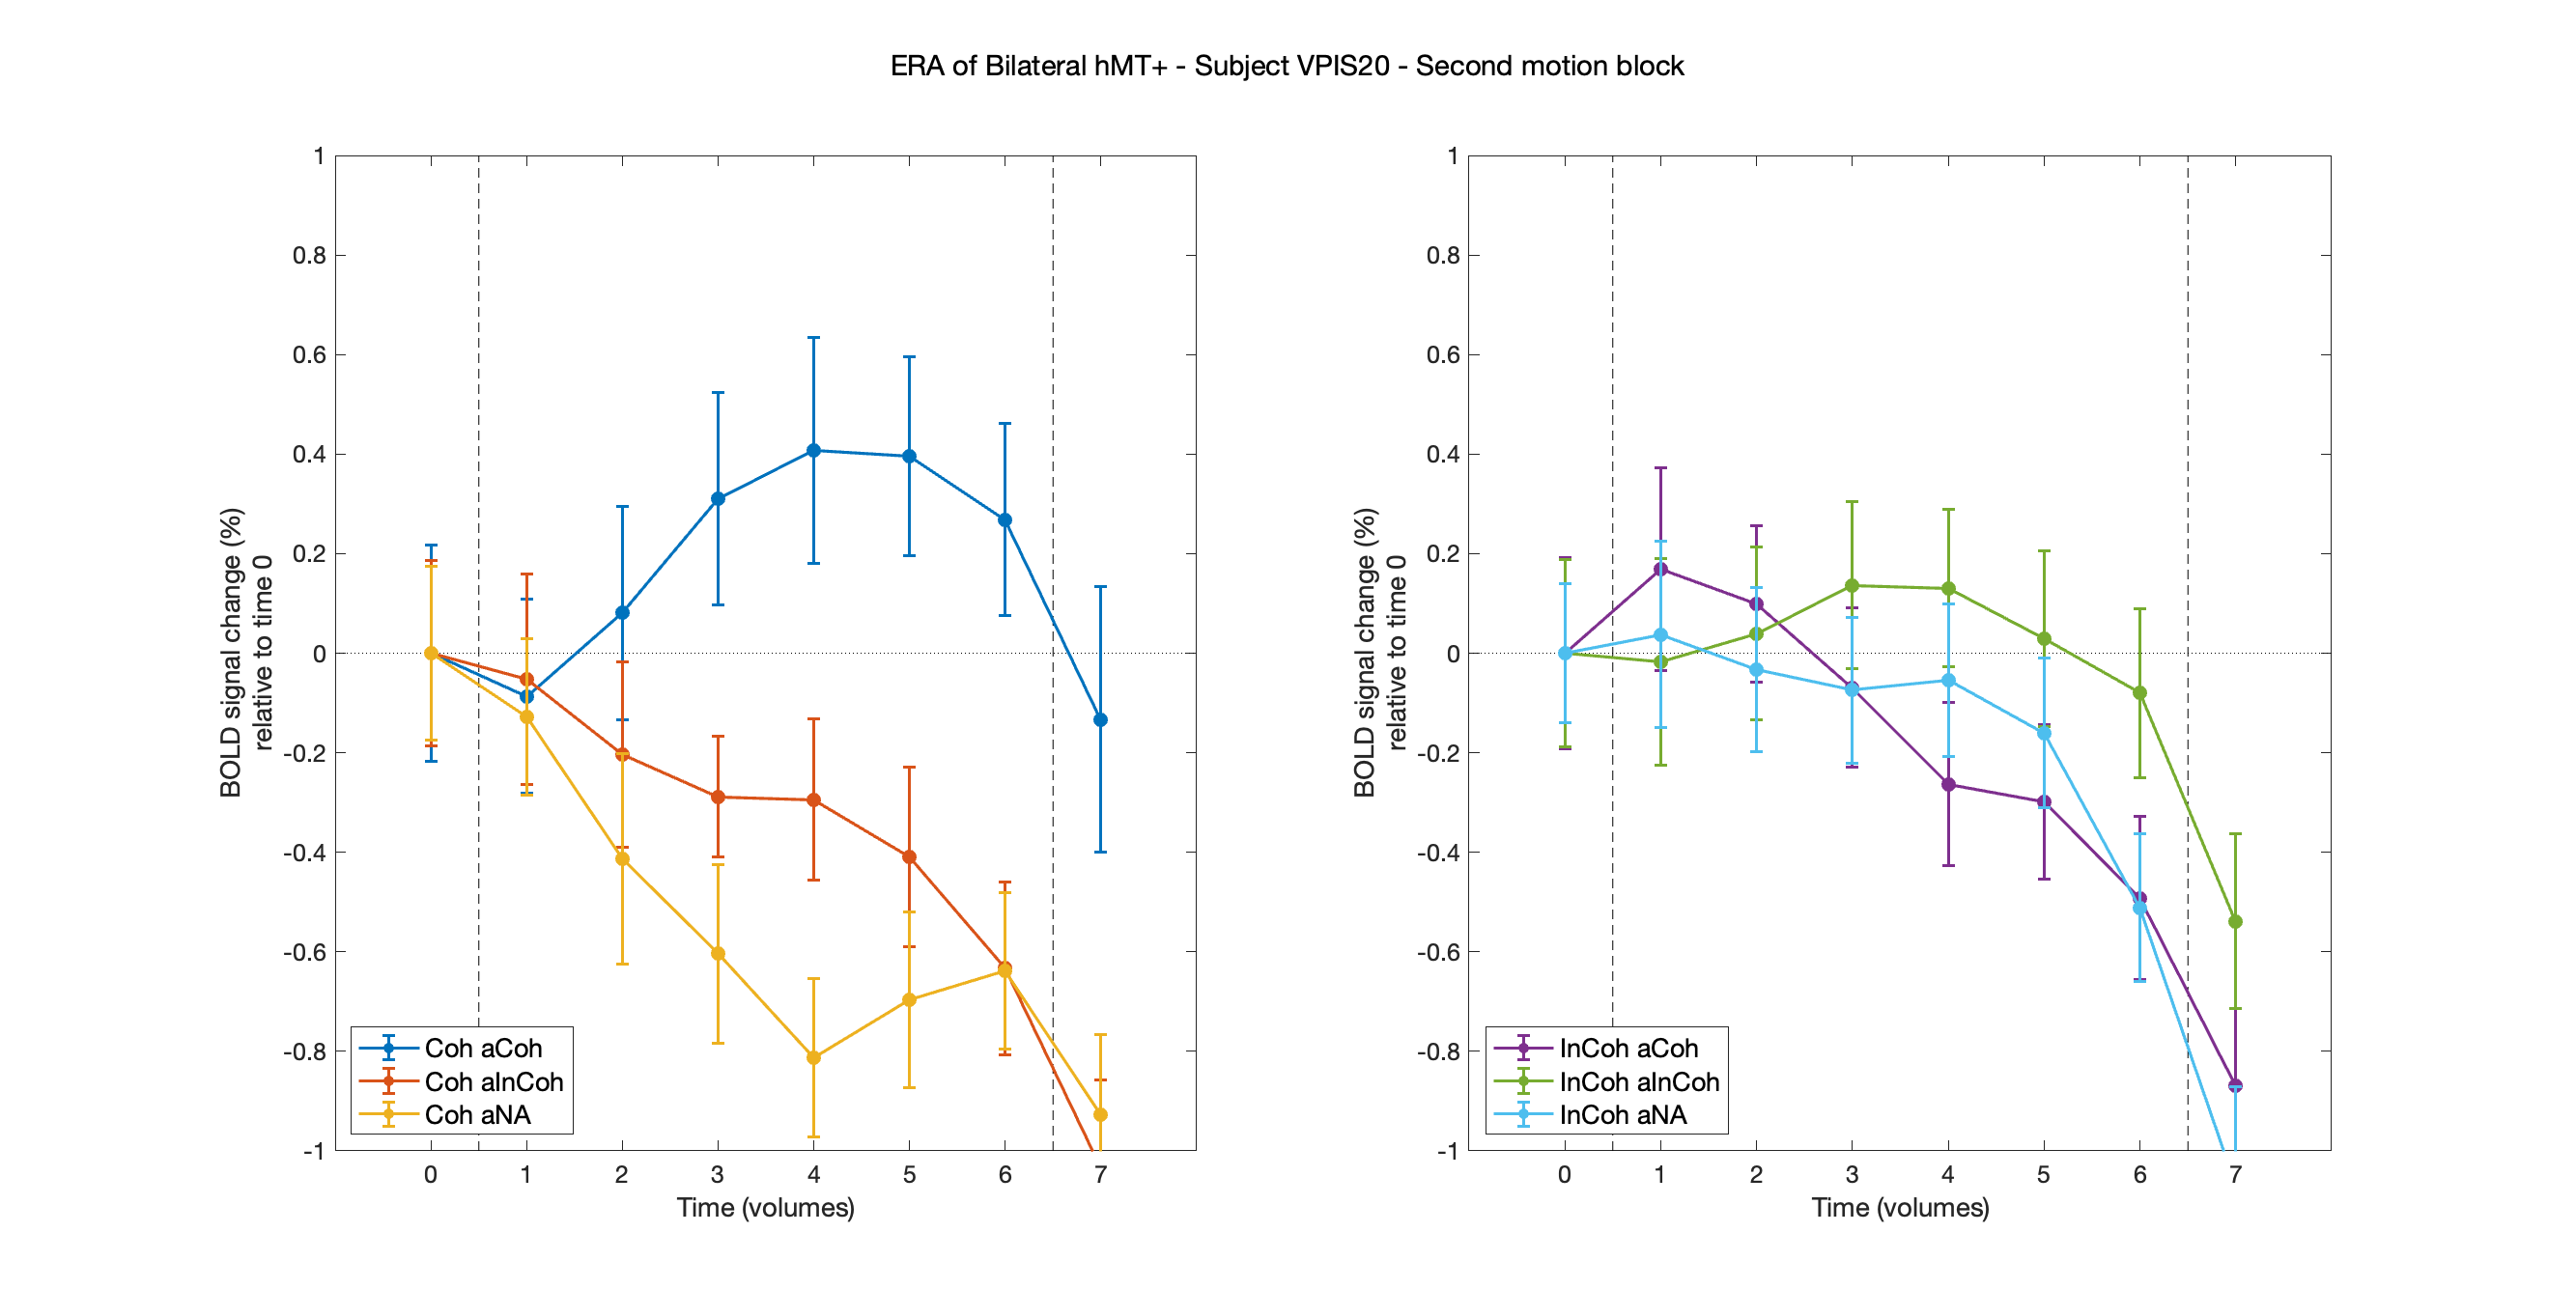 ERA of Bilateral hMT+ - Subject VPIS20 - Second motion block
BOLD signal change (%)
relative to time 0
1
0.8
0.6
0.4
0.2
0
-0.2
-0.4
-0.6
-0.8
-1
Coh aCoh
Coh aInCoh
Coh aNA
0 1 2 3 4 5 6 7
Time (volumes)
BOLD signal change (%)
relative to time 0
1
0.8
0.6
0.4
0.2
0
-0.2
-0.4
-0.6
-0.8
-1
InCoh aCoh
InCoh aInCoh
InCoh aNA
0 1 2 3 4 5 6 7
Time (volumes)